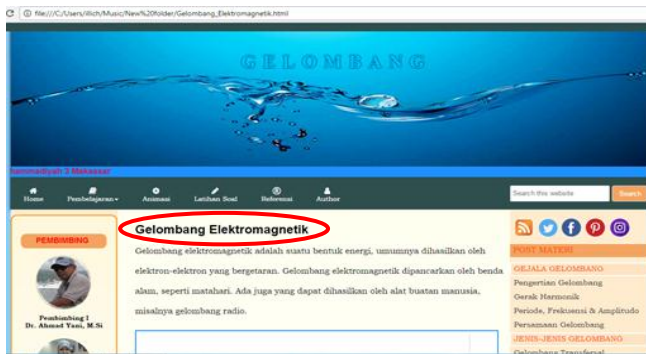 file:///C:/Users/illich/Music/New%20folder/Gelombang_Elektromagnetik.html
GELOMBANG
hammadiyah 3 Makassar
Home Pembelajaran Animasi Latihan Soal Referensi Author
Search this website Search
PEMBIMBING
Pembimbing I
Dr. Ahmad Yani, M.Si
Gelombang Elektromagnetik
Gelombang elektromagnetik adalah suatu bentuk energi, umumnya dihasilkan oleh
elektron-elektron yang bergetaran. Gelombang elektromagnetik dipancarkan oleh benda
alam, seperti matahari. Ada juga yang dapat dihasilkan oleh alat buatan manusia,
misalnya gelombang radio.
POST MATERI
GEJALA GELOMBANG
Pengertian Gelombang
Gerak Harmonik
Periode, Frekuensi & Amplitudo
Persamaan Gelombang
JENIS-JENIS GELOMBANG
Gelombang Transfersal